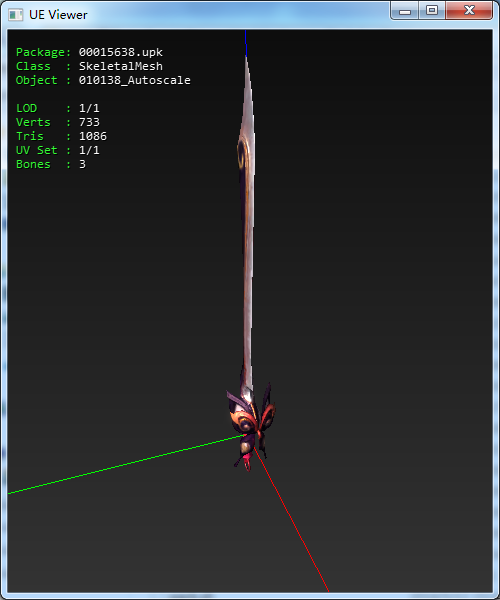 UE Viewer
Package: 00015638.upk
Class  : SkeletalMesh
Object : 010138_Autoscale
LOD    : 1/1
Verts  : 733
Tris   : 1086
UV Set : 1/1
Bones  : 3